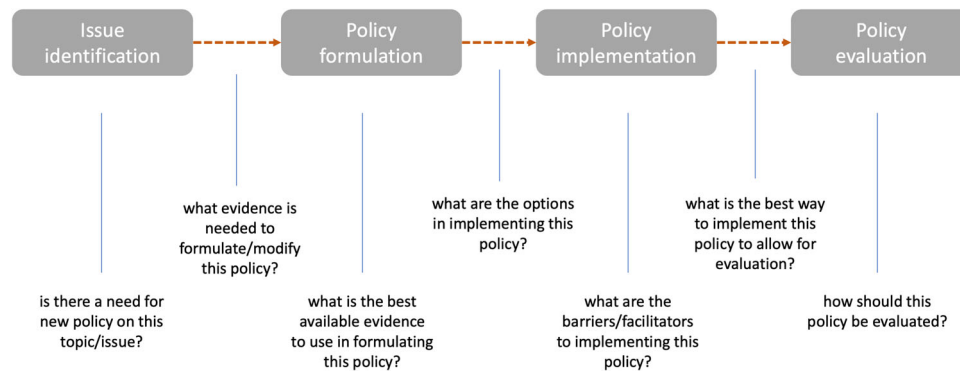 Issue
identification
Policy
formulation
Policy
implementation
Policy
evaluation
what evidence is
needed to
formulate/modify
this policy?
what are the options
in implementing this
policy?
what is the best way
to implement this
policy to allow for
evaluation?
is there a need for
new policy on this
topic/issue?
what is the best
available evidence
to use in formulating
this policy?
what are the
barriers/facilitators
to implementing this
policy?
how should this
policy be evaluated?